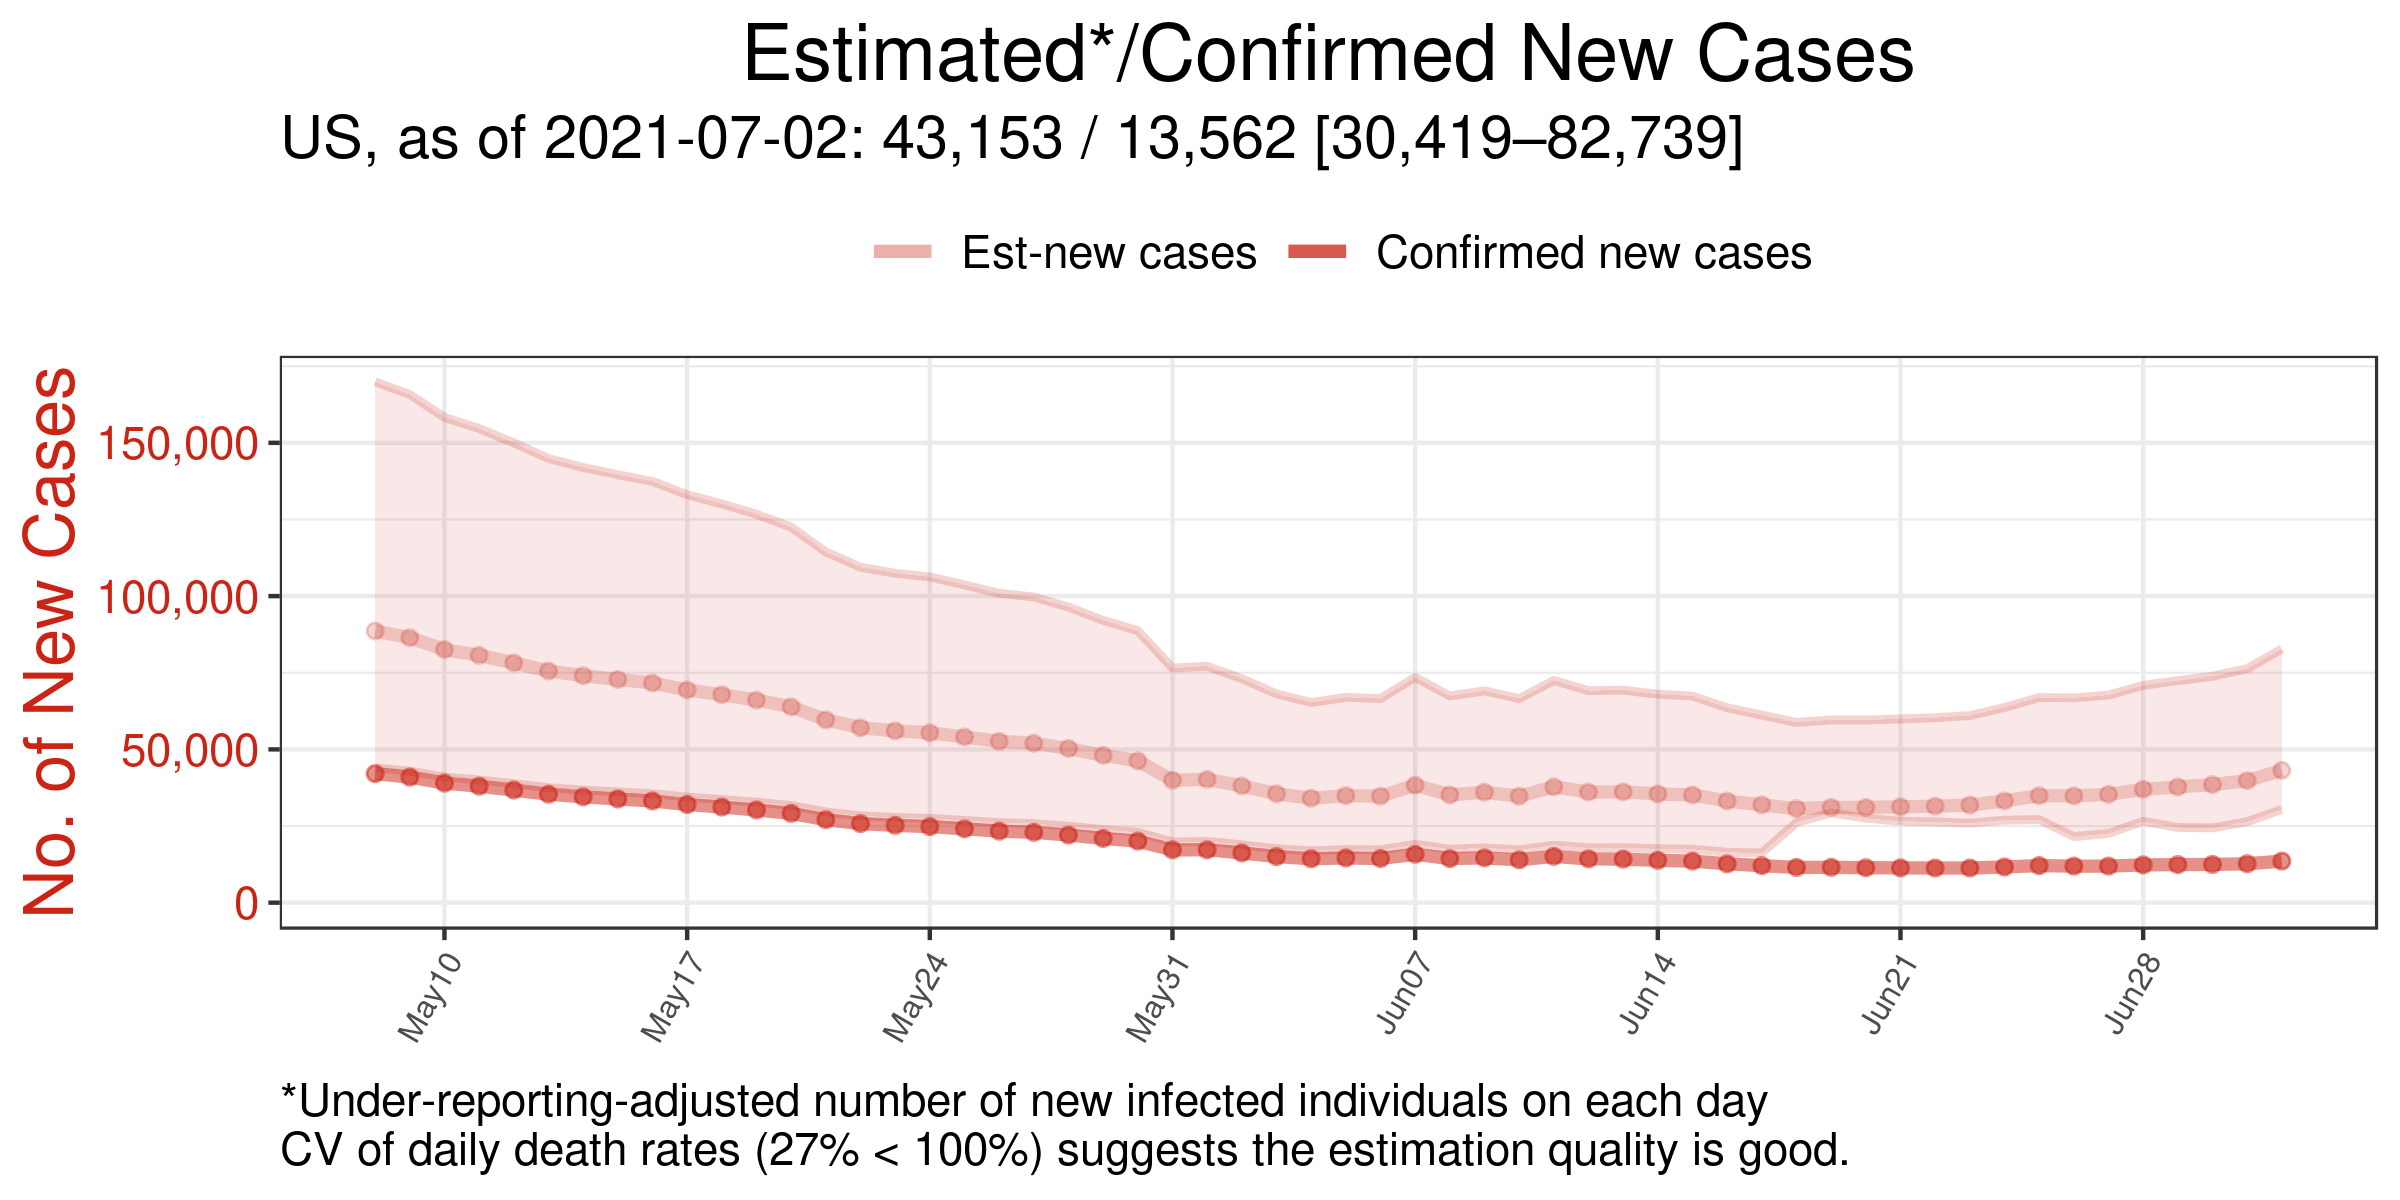 Estimated*/Confirmed New Cases
US, as of 2021-07-02: 43,153 / 13,562 [30,419–82,739]
Est-new cases
Confirmed new cases
No. of New Cases
150,000
100,000
50,000
0
May10
May17
May24
May31
Jun07
Jun14
Jun21
Jun28
*Under-reporting-adjusted number of new infected individuals on each day
CV of daily death rates (27% < 100%) suggests the estimation quality is good.